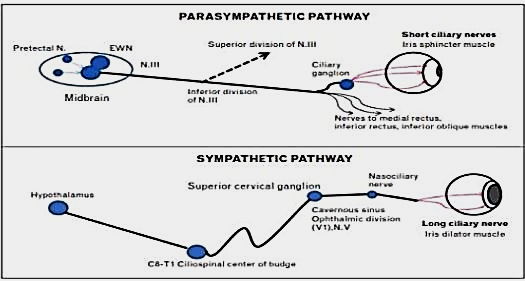 PARASYMPATHETIC PATHWAY
Pretectal N.
EWN
N.III
Midbrain
Superior division of N.III
Inferior division
of N.III
Ciliary
ganglion
Short ciliary nerves
Iris sphincter muscle
Nerves to medial rectus,
inferior rectus, inferior oblique muscles
SYMPATHETIC PATHWAY
Hypothalamus
C8-T1 Ciliospinal center of budge
Superior cervical ganglion
Cavernous sinus
Ophthalmic division
(V1),N.V
Nasociliary
nerve
Long ciliary nerve
Iris dilator muscle